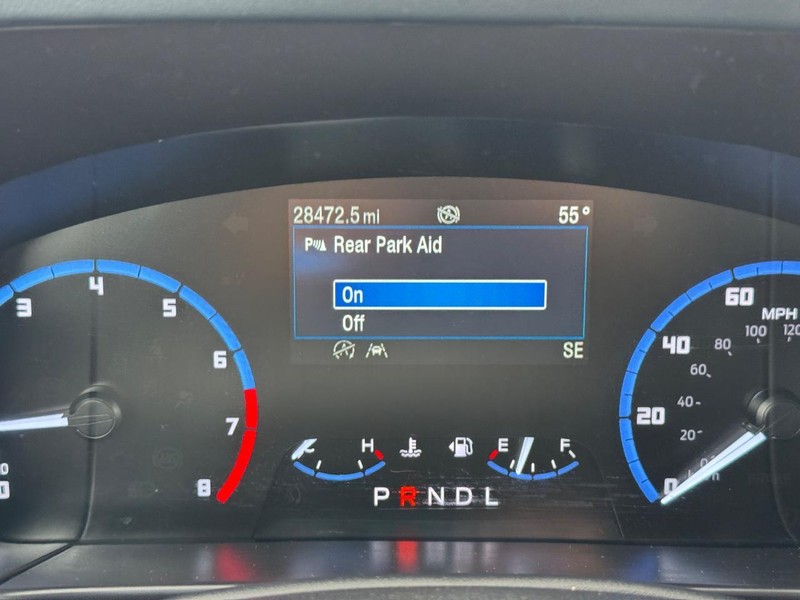 28472.5 mi 55°
P Rear Park Aid
On
Off
SE
3 4 5 6 7 8
0 20 40 60
MPH
20 40 60 80 100 120
C H
E F
P R N D L